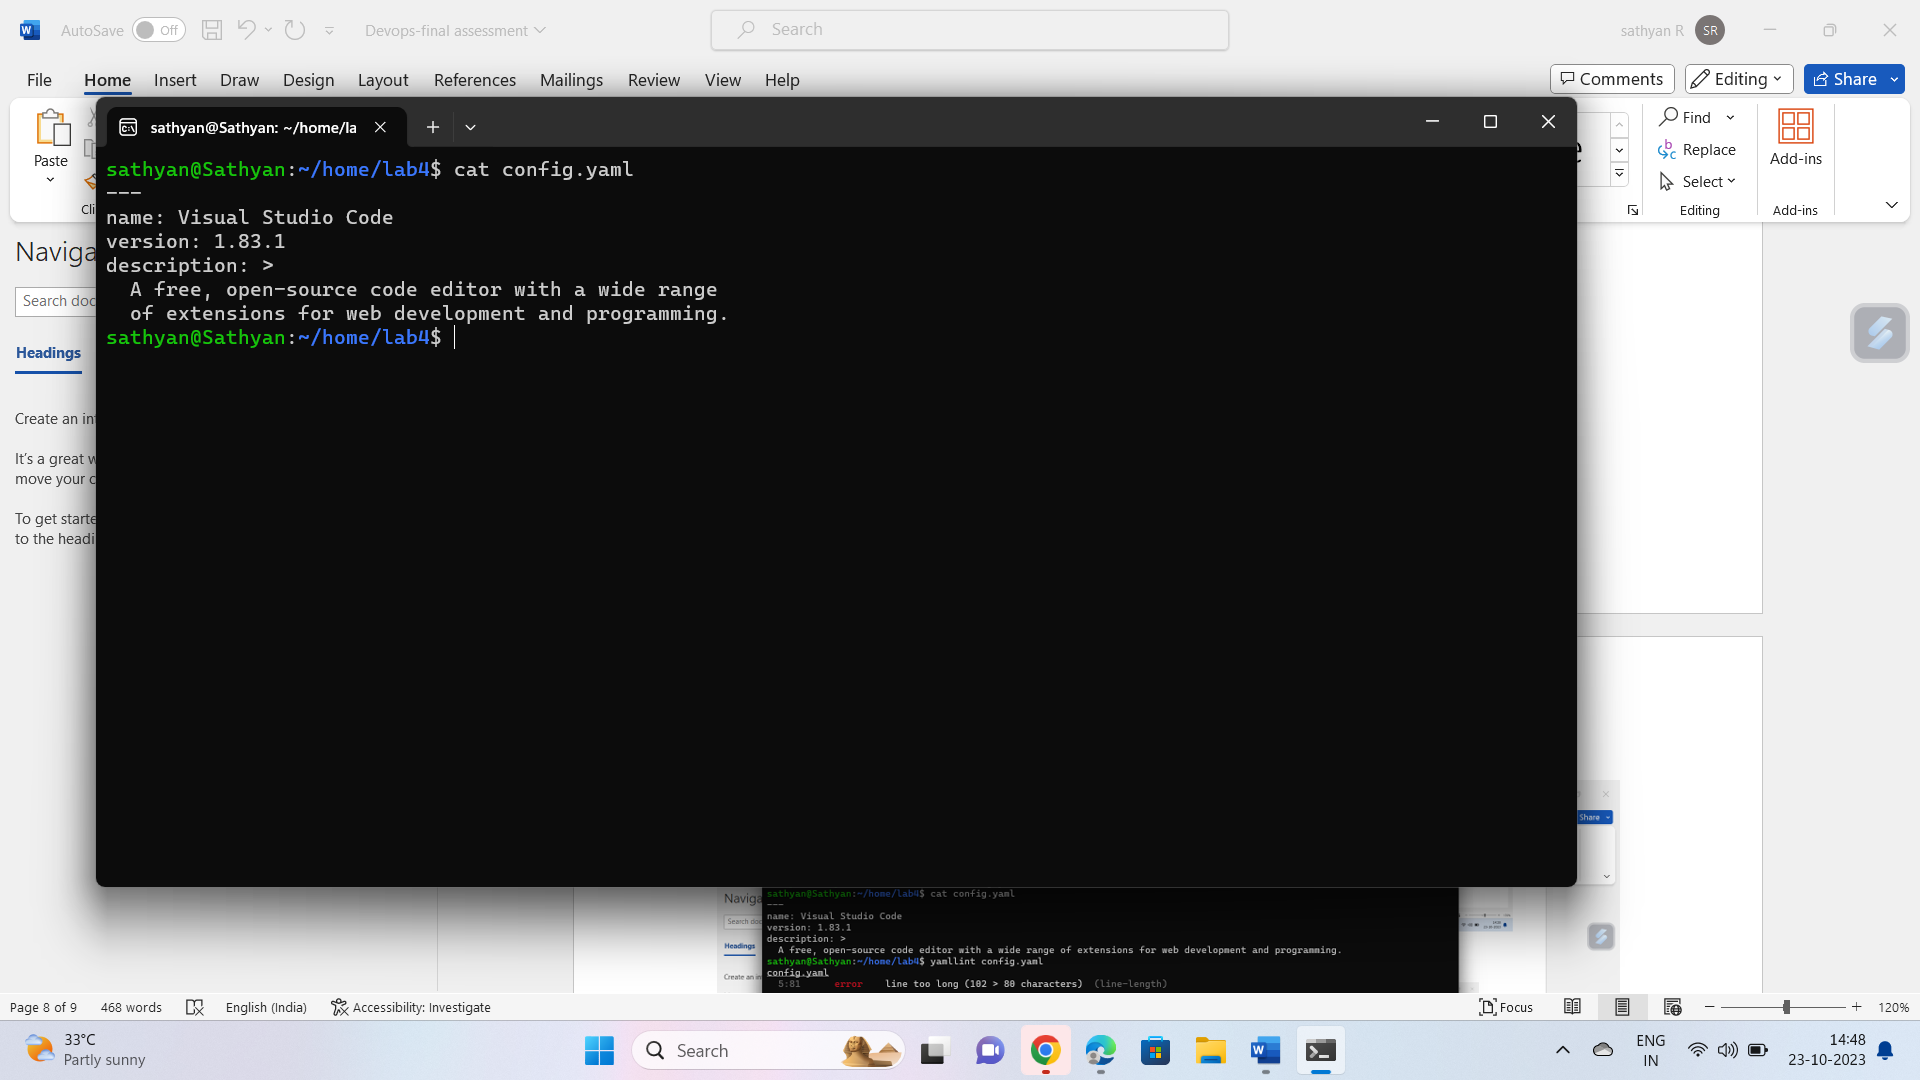 AutoSave Off Devops-final assessment Search sathyan R SR
File Home Insert Draw Design Layout References Mailings Review View Help Comments Editing Share
Paste
Find
Replace
Select
Editing
Add-ins
Add-ins
sathyan@Sathyan: ~/home/la
sathyan@Sathyan:~/home/lab4$ cat config.yaml
---
name: Visual Studio Code
version: 1.83.1
description: >
  A free, open-source code editor with a wide range
  of extensions for web development and programming.
sathyan@Sathyan:~/home/lab4$
Headings
Create an
It's a great
move your
To get
to the
Share
sathyan@Sathyan:~/home/lab4$ cat config.yaml
---
name: Visual Studio Code
version: 1.83.1
description: >
  A free, open-source code editor with a wide range of extensions for web development and programming.
sathyan@Sathyan:~/home/lab4$ yamllint config.yaml
config.yaml
  5:81 error line too long (102 > 80 characters) (line-length)
Headings
Page 8 of 9 468 words English (India) Accessibility: Investigate Focus 120%
33°C
Partly sunny
Search
ENG
IN
14:48
23-10-2023